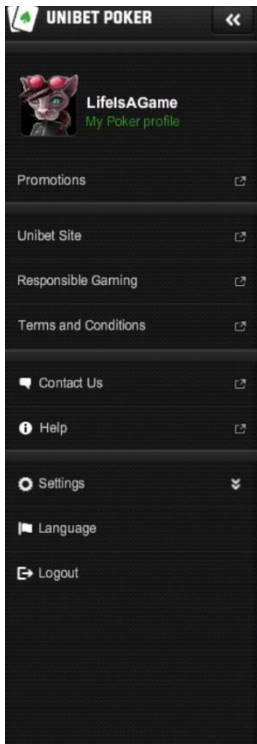 UNIBET POKER
LifeIsAGame
My Poker profile
Promotions
Unibet Site
Responsible Gaming
Terms and Conditions
Contact Us
Help
Settings
Language
Logout